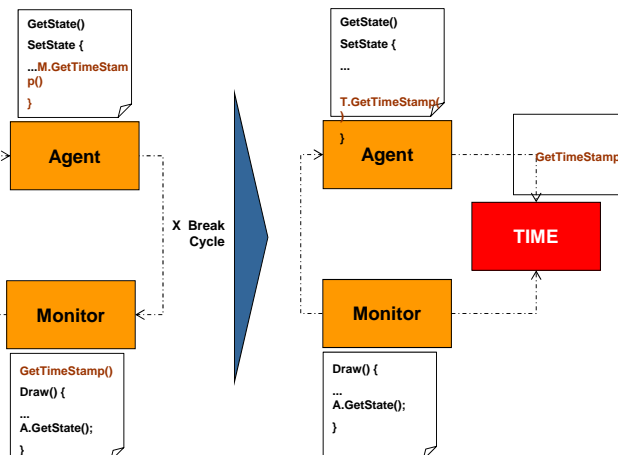 GetState()
SetState {
...M.GetTimeStam
p()
}
Agent
Monitor
GetTimeStamp()
Draw() {
...
A.GetState();
}
X Break
Cycle
GetState()
SetState {
...
T.GetTimeStamp(
)
}
Agent
GetTimeStamp
TIME
Monitor
Draw() {
...
A.GetState();
}